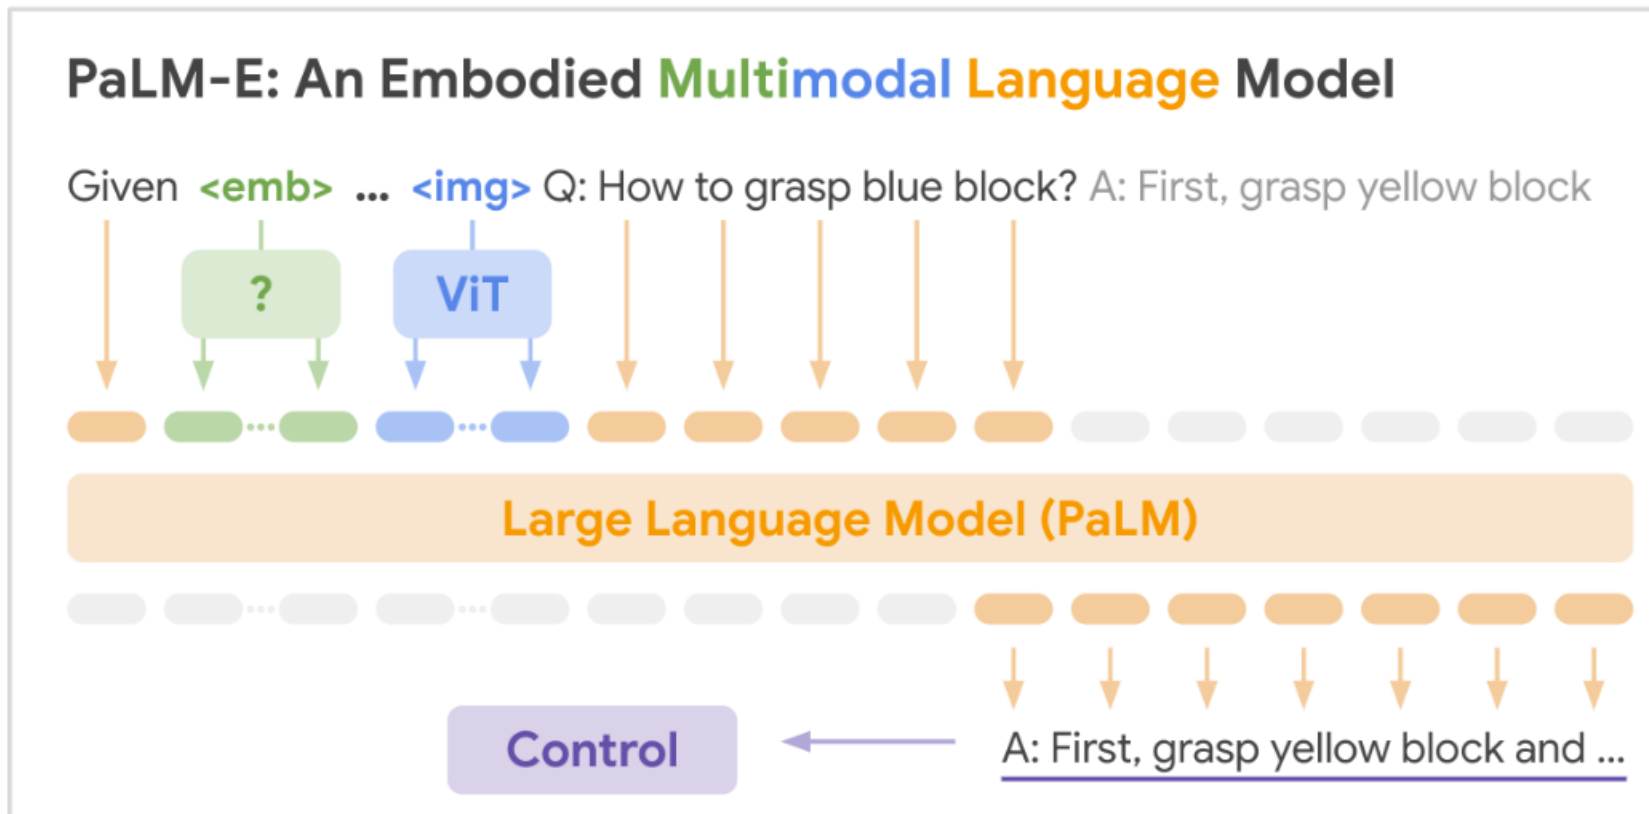 PaLM-E: An Embodied Multimodal Language Model
Given <emb> ... <img> Q: How to grasp blue block? A: First, grasp yellow block
? ViT
Large Language Model (PaLM)
Control A: First, grasp yellow block and ...